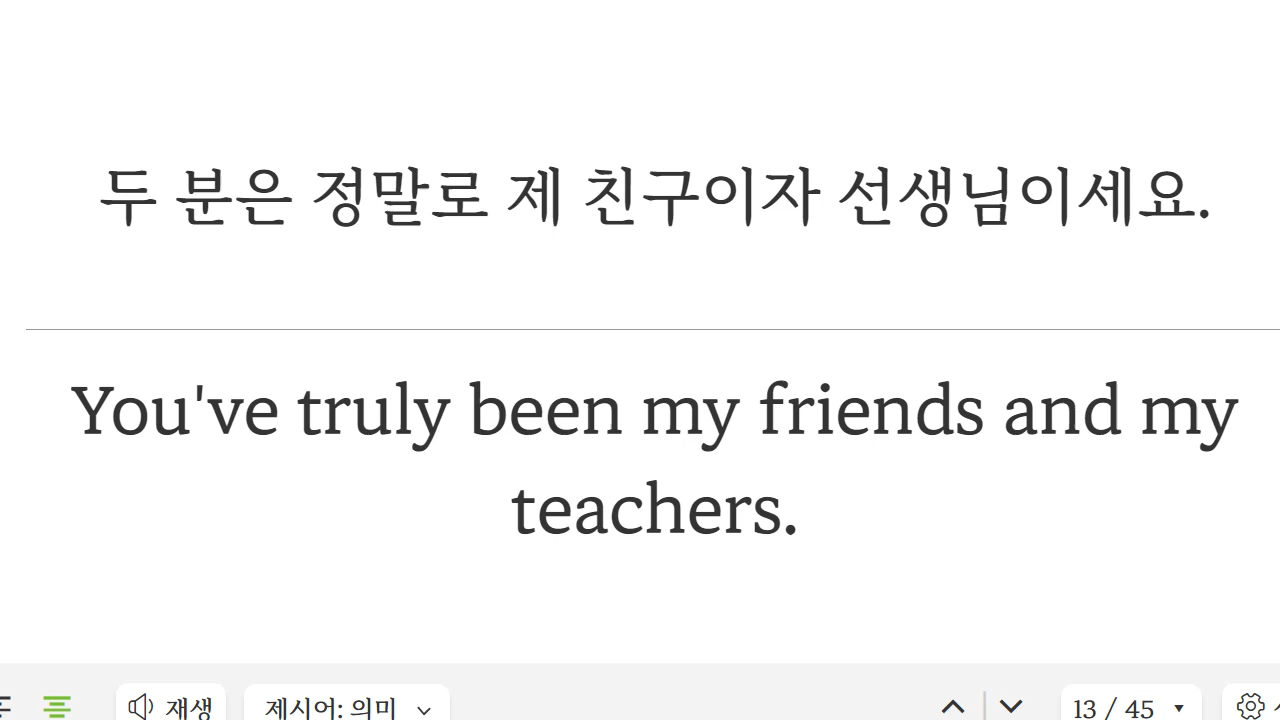 두 분은 정말로 제 친구이자 선생님이세요.
You've truly been my friends and my
teachers.
재생 제시어: 의미 13 / 45